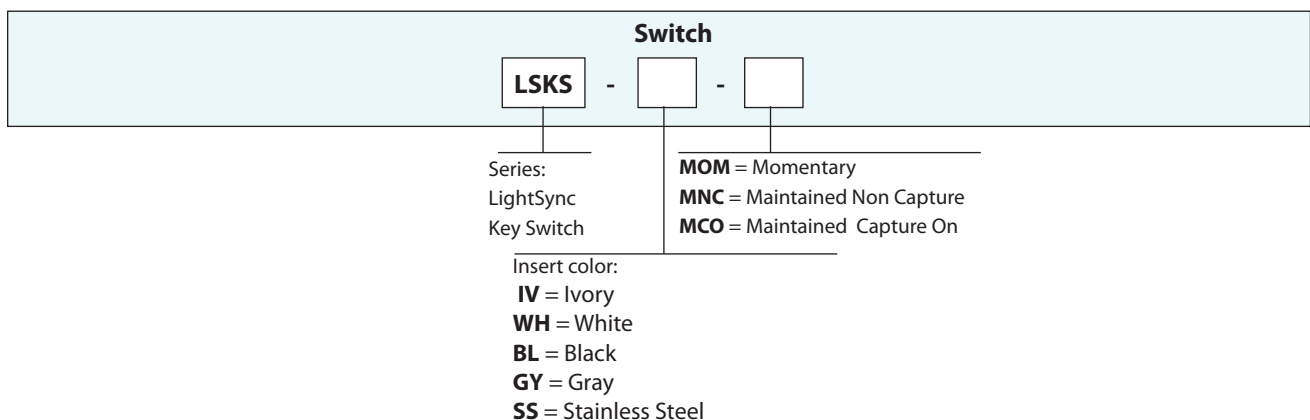 Switch
LSKS - -
Series:
LightSync
Key Switch
MOM = Momentary
MNC = Maintained Non Capture
MCO = Maintained Capture On
Insert color:
IV = Ivory
WH = White
BL = Black
GY = Gray
SS = Stainless Steel